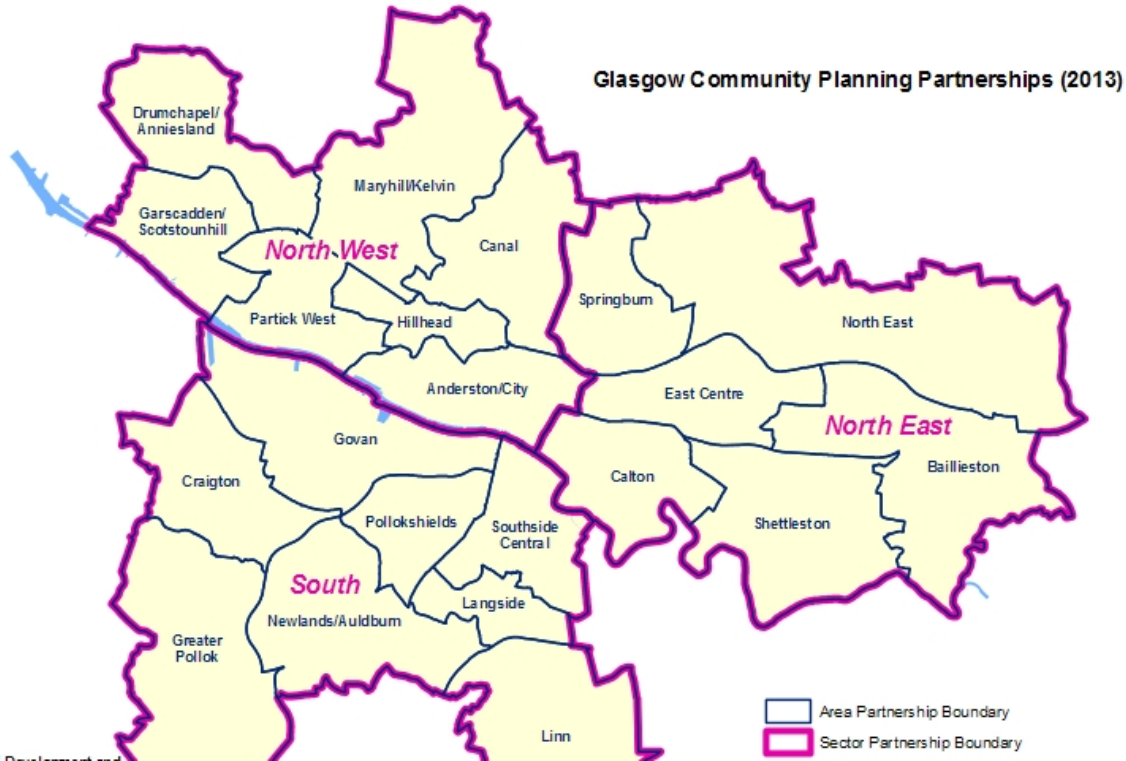 Glasgow Community Planning Partnerships (2013)
Drumchapel/
Anniesland
Maryhill/Kelvin
Garscadden/
Scotstounhill
North West
Canal
Springburn
North East
Partick West
Hillhead
Anderston/City
East Centre
North East
Govan
Baillieston
Craigton
Calton
Pollokshields
Southside
Central
Shettleston
South
Langside
Newlands/Auldburn
Greater
Pollok
Area Partnership Boundary
Linn
Sector Partnership Boundary
Development and